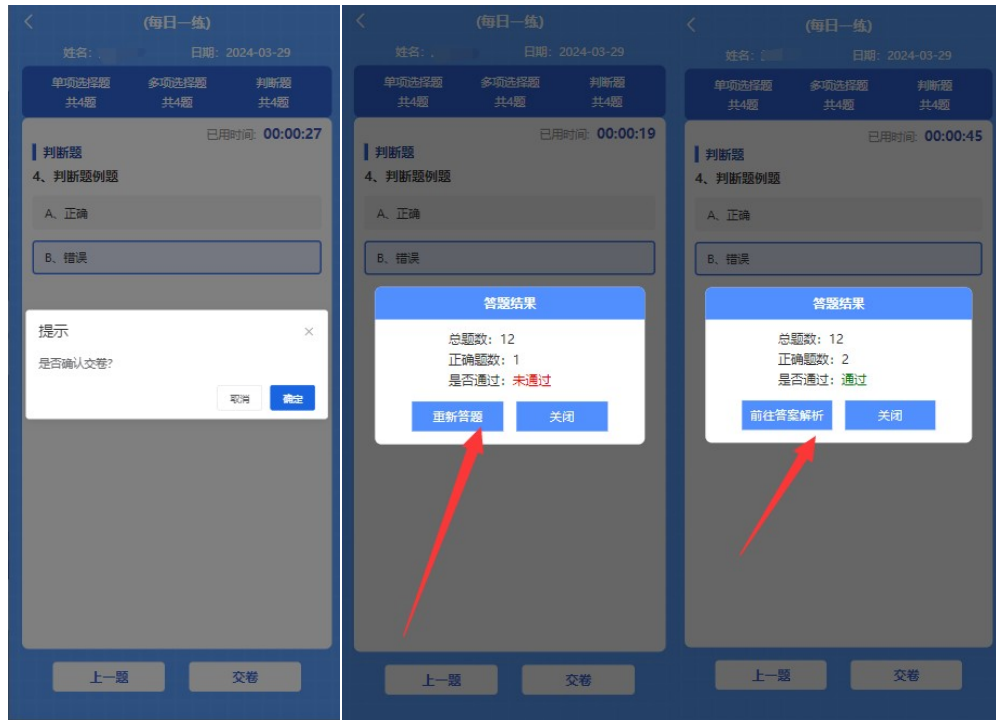 (每日一练)
姓名：
日期：2024-03-29
单项选择题 多项选择题 判断题
共4题 共4题 共4题
已用时间: 00:00:27
判断题
4、判断题例题
A、正确
B、错误
提示
是否确认交卷?
取消 确定
上一题 交卷
(每日一练)
姓名：
日期：2024-03-29
单项选择题 多项选择题 判断题
共4题 共4题 共4题
已用时间: 00:00:19
判断题
4、判断题例题
A、正确
B、错误
答题结果
总题数：12
正确题数：1
是否通过：未通过
重新答题 关闭
上一题 交卷
(每日一练)
姓名：
日期：2024-03-29
单项选择题 多项选择题 判断题
共4题 共4题 共4题
已用时间: 00:00:45
判断题
4、判断题例题
A、正确
B、错误
答题结果
总题数：12
正确题数：2
是否通过：通过
前往答案解析 关闭
上一题 交卷